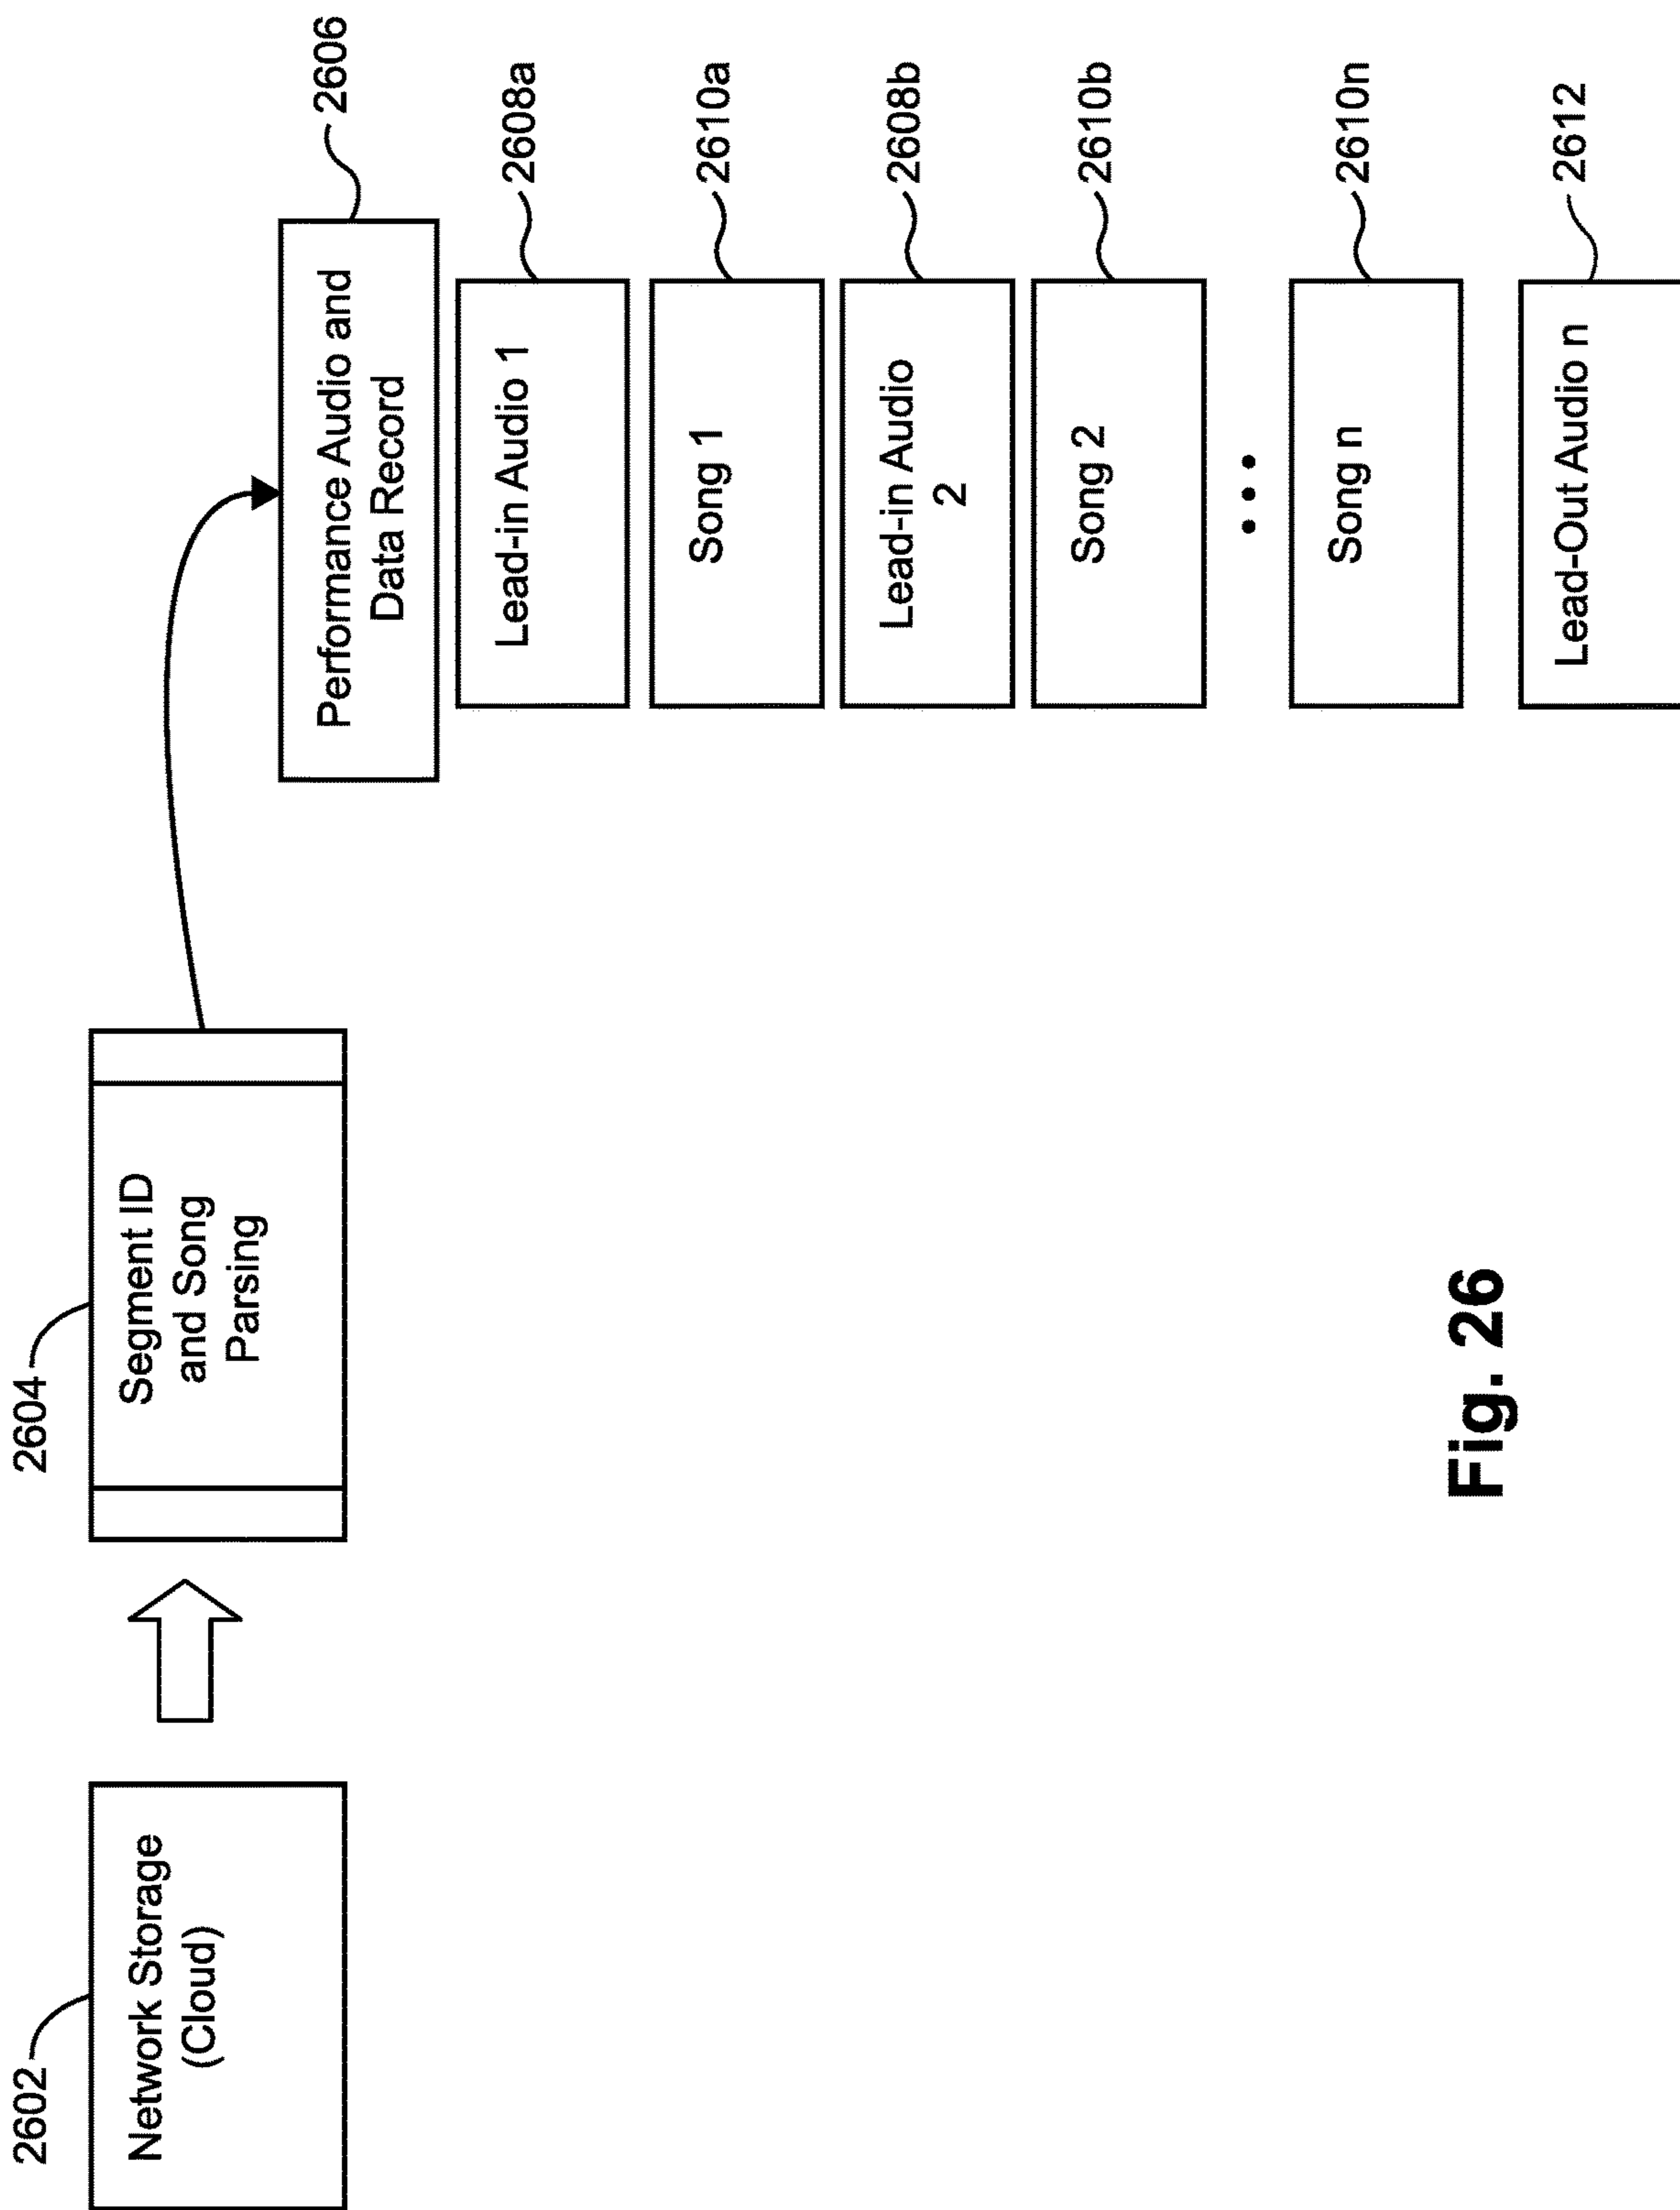 2602
Network Storage
(Cloud)
2604
Segment ID
and Song
Parsing
Performance Audio and
Data Record
2606
Lead-in Audio 1
2608a
Song 1
2610a
Lead-in Audio
2
2608b
Song 2
2610b
•••
Song n
2610n
Lead-Out Audio n
2612
Fig. 26